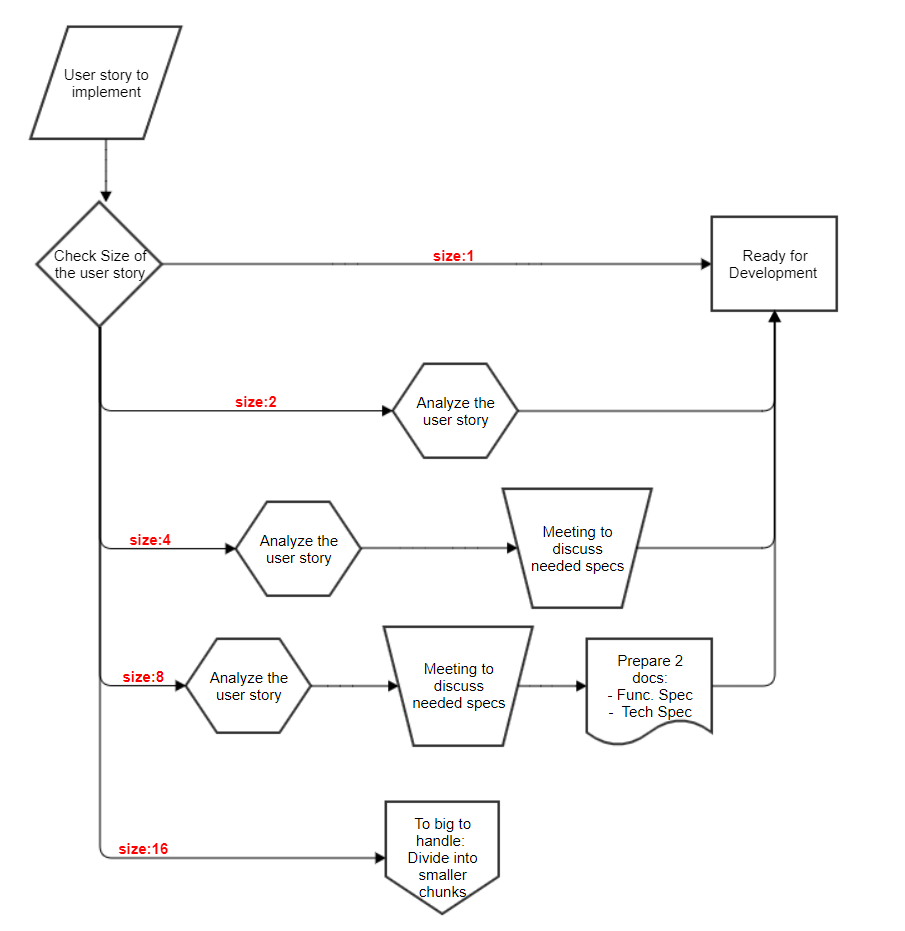 User story to
implement
Check Size of
the user story
size:1
Ready for
Development
size:2
Analyze the
user story
size:4
Analyze the
user story
Meeting to
discuss
needed specs
size:8
Analyze the
user story
Meeting to
discuss
needed specs
Prepare 2
docs:
- Func. Spec
- Tech Spec
size:16
To big to
handle:
Divide into
smaller
chunks